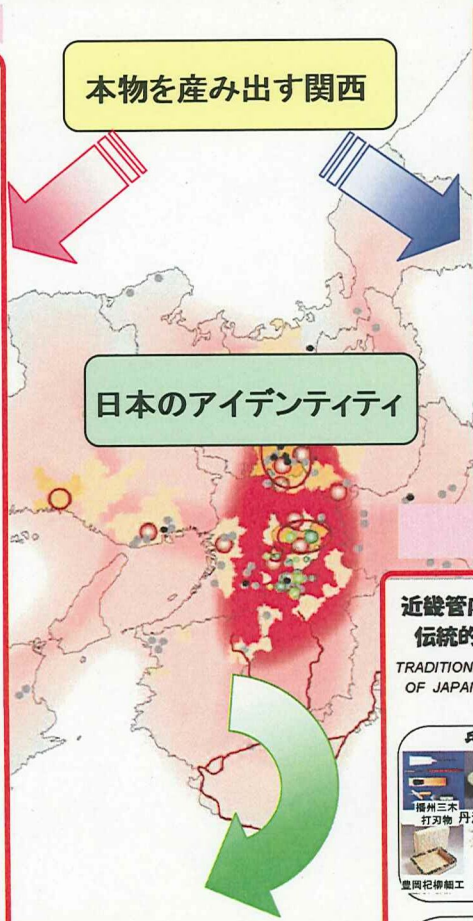 本物を産み出す関西
日本のアイデンティティ
近畿管内
伝統的
TRADITION
OF JAPAN
播州三木
打刃物
豊岡杞柳細工